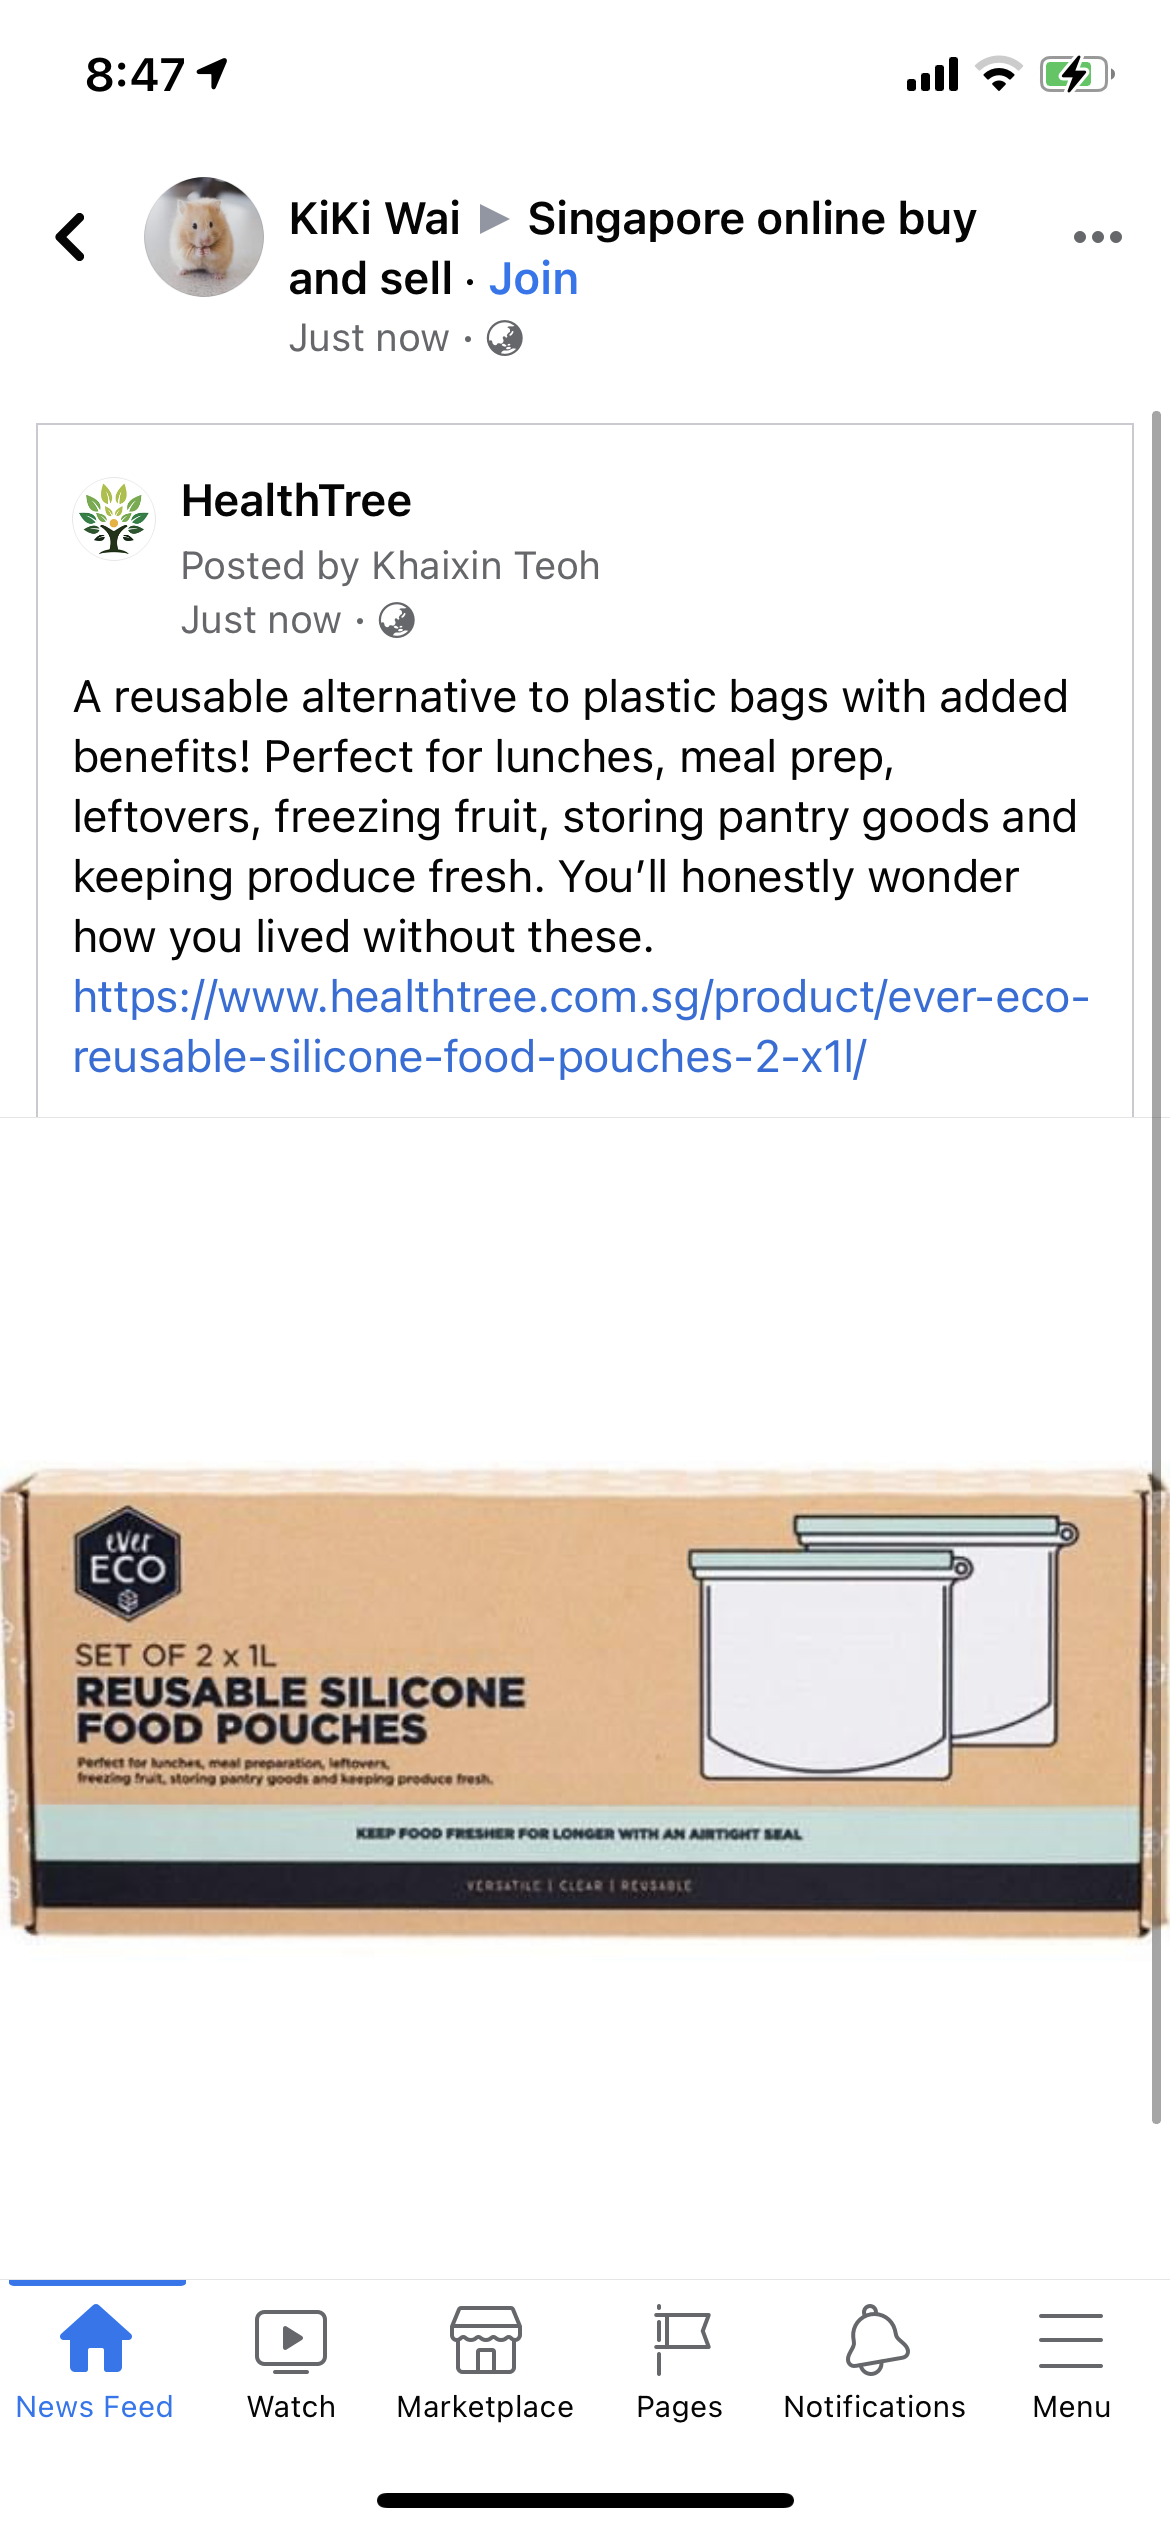 8:47
KiKi Wai ▶ Singapore online buy
and sell · Join
Just now ·
HealthTree
Posted by Khaixin Teoh
Just now ·
A reusable alternative to plastic bags with added
benefits! Perfect for lunches, meal prep,
leftovers, freezing fruit, storing pantry goods and
keeping produce fresh. You’ll honestly wonder
how you lived without these.
https://www.healthtree.com.sg/product/ever-eco-
reusable-silicone-food-pouches-2-x1l/
ever
ECO
SET OF 2 x 1L
REUSABLE SILICONE
FOOD POUCHES
Perfect for lunches, meal preparation, leftovers,
freezing fruit, storing pantry goods and keeping produce fresh.
KEEP FOOD FRESHER FOR LONGER WITH AN AIRTIGHT SEAL
VERSATILE | CLEAR | REUSABLE
News Feed
Watch
Marketplace
Pages
Notifications
Menu